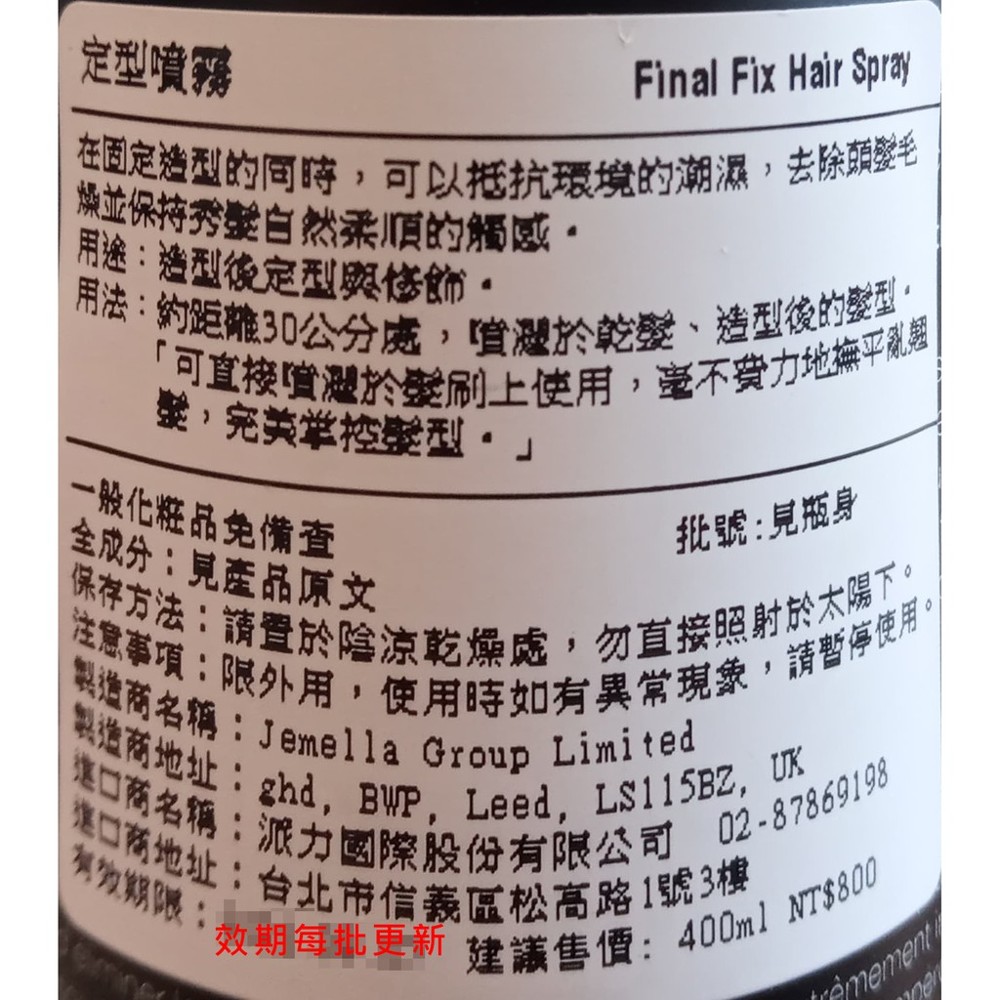 定型噴霧 Final Fix Hair Spray
在固定造型的同時，可以抵抗環境的潮濕，去除頭髮毛
燥並保持秀髮自然柔順的觸感。
用途：造型後定型與修飾。
用法：約距離30公分處，噴灑於乾髮、造型後的髮型。
「可直接噴灑於髮刷上使用，毫不費力地撫平亂翹
髮，完美掌控髮型。」
一般化粧品免備查 批號：見瓶身
全成分：見產品原文
保存方法：請置於陰涼乾燥處，勿直接照射於太陽下。
注意事項：限外用，使用時如有異常現象，請暫停使用。
製造商名稱：Jemella Group Limited
製造商地址：ghd, BWP, Leed, LS115BZ, UK
進口商名稱：派力國際股份有限公司 02-87869198
進口商地址：台北市信義區松高路1號3樓
有效期限：
效期每批更新
建議售價: 400ml NT$800